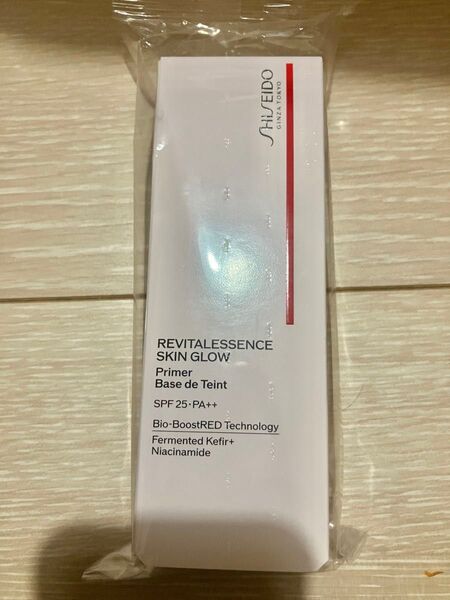 SHISEIDO
GINZA TOKYO
REVITALESSENCE
SKIN GLOW
Primer
Base de Teint
SPF 25·PA++
Bio-BoostRED Technology
Fermented Kefir+
Niacinamide